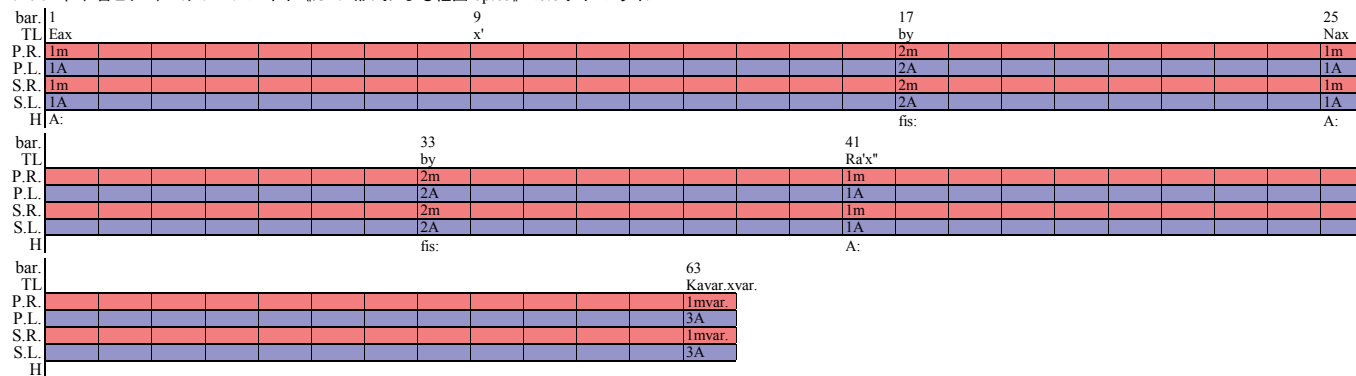 bar. 1 9 17 25
TL Eax x' by Nax
P.R. 1m 2m 1m
P.L. 1A 2A 1A
S.R. 1m 2m 1m
S.L. 1A 2A 1A
H A: fis: A:
bar. 33 41
TL by Ra'x"
P.R. 2m 1m
P.L. 2A 1A
S.R. 2m 1m
S.L. 2A 1A
H fis: A:
bar. 63
TL Kavar.xvar.
P.R. 1mvar.
P.L. 3A
S.R. 1mvar.
S.L. 3A
H